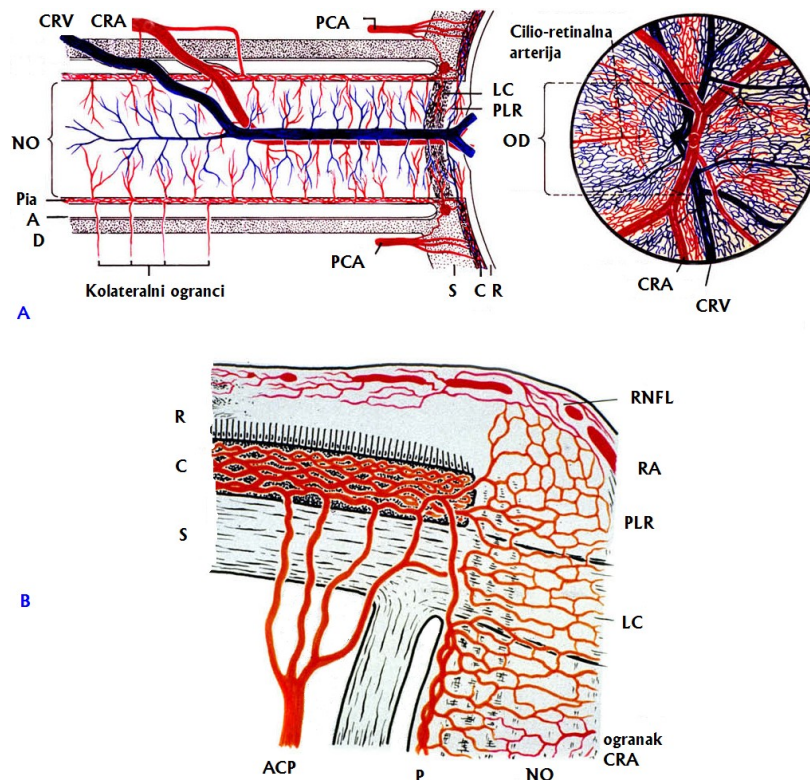 CRV CRA
PCA
Cilio-retinalna
arterija
LC
PLR
NO
OD
Pia
A
D
PCA
Kolateralni ogranci
S C R
CRA
CRV
A
RNFL
R
C
RA
PLR
S
B
LC
ogranak
CRA
ACP
P
NO